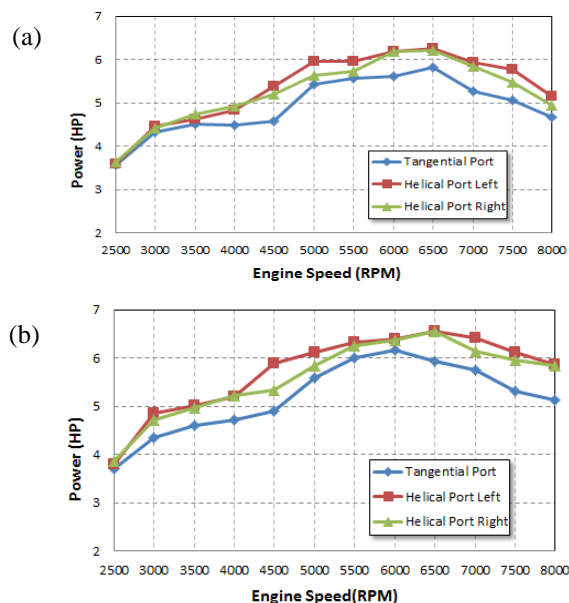 (a)
7
6
5
4
3
2
Power (HP)
Tangential Port
Helical Port Left
Helical Port Right
2500 3000 3500 4000 4500 5000 5500 6000 6500 7000 7500 8000
Engine Speed (RPM)
(b)
7
6
5
4
3
2
Power (HP)
Tangential Port
Helical Port Left
Helical Port Right
2500 3000 3500 4000 4500 5000 5500 6000 6500 7000 7500 8000
Engine Speed(RPM)